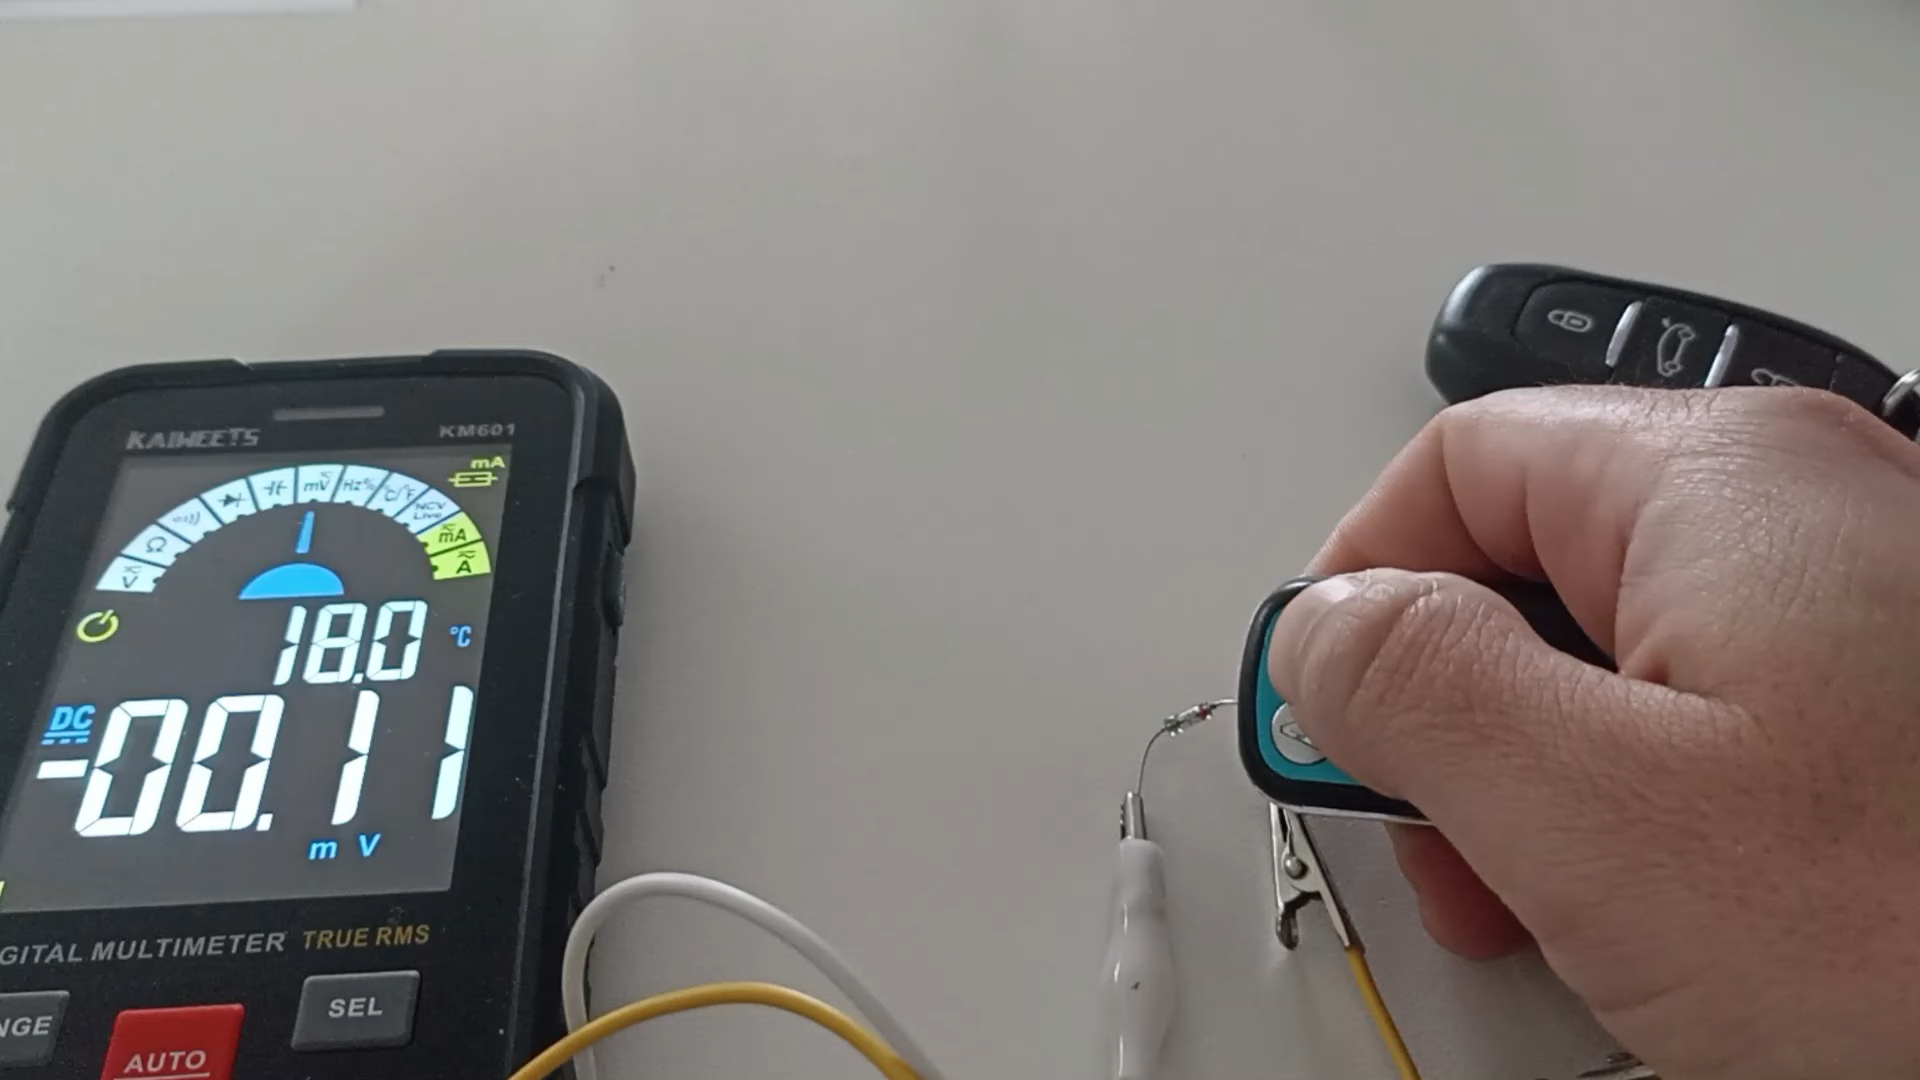 KAIWEETS KM601
mA
V Ω mV Hz% °C/°F NCV Live mA A
18.0 °C
DC -00.11 mV
GITAL MULTIMETER TRUE RMS
NGE AUTO SEL